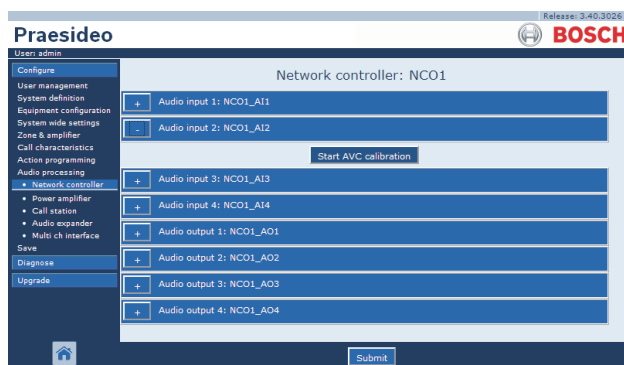 Release: 3.40.3026
Praesideo
BOSCH
User: admin
Configure
User management
System definition
Equipment configuration
System wide settings
Zone & amplifier
Call characteristics
Action programming
Audio processing
• Network controller
• Power amplifier
• Call station
• Audio expander
• Multi ch interface
Save
Diagnose
Upgrade
Network controller: NCO1
+ Audio input 1: NCO1_AI1
- Audio input 2: NCO1_AI2
Start AVC calibration
+ Audio input 3: NCO1_AI3
+ Audio input 4: NCO1_AI4
+ Audio output 1: NCO1_AO1
+ Audio output 2: NCO1_AO2
+ Audio output 3: NCO1_AO3
+ Audio output 4: NCO1_AO4
Submit